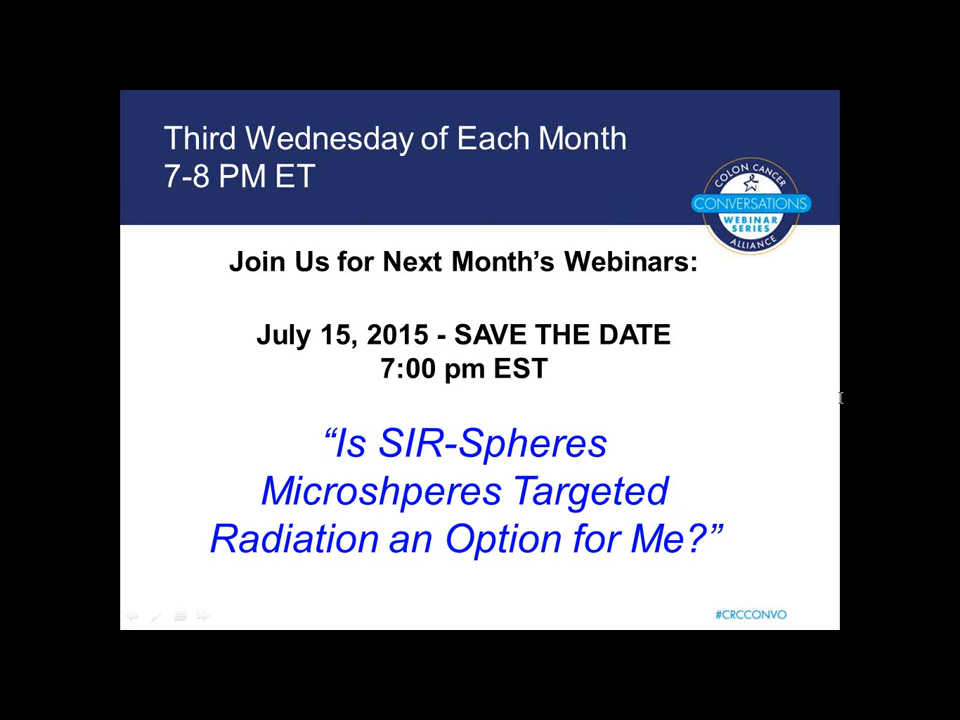 Third Wednesday of Each Month
7-8 PM ET
COLON CANCER
CONVERSATIONS
WEBINAR
SERIES
ALLIANCE
Join Us for Next Month’s Webinars:
July 15, 2015 - SAVE THE DATE
7:00 pm EST
“Is SIR-Spheres
Microshperes Targeted
Radiation an Option for Me?”
#CRCCONVO